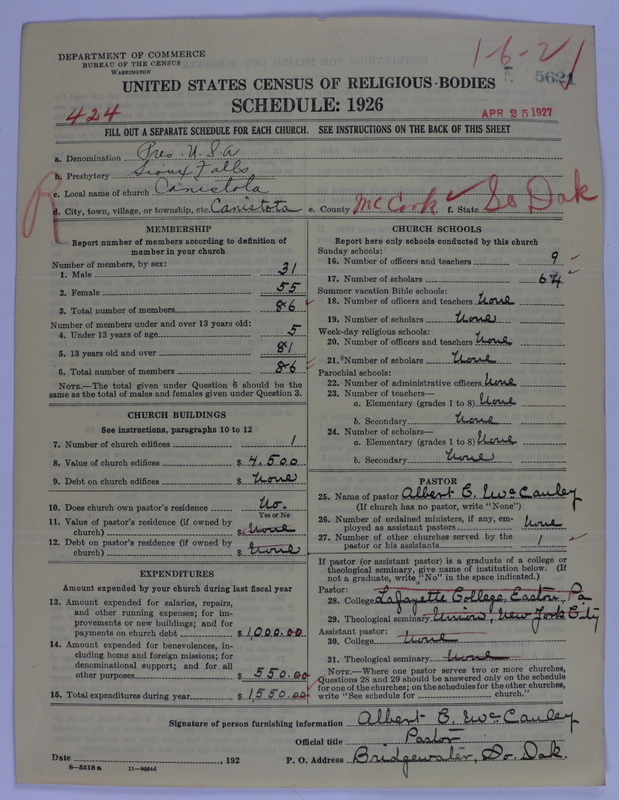 DEPARTMENT OF COMMERCE
BUREAU OF THE CENSUS
WASHINGTON
1-6-21
5621
UNITED STATES CENSUS OF RELIGIOUS BODIES
SCHEDULE: 1926
424
APR 25 1927
FILL OUT A SEPARATE SCHEDULE FOR EACH CHURCH. SEE INSTRUCTIONS ON THE BACK OF THIS SHEET
a. Denomination Pres. U.S.A
b. Presbytery Sioux Falls
c. Local name of church Canistota
d. City, town, village, or township, etc. Canistota e. County McCook f. State So Dak
R
MEMBERSHIP
Report number of members according to definition of
member in your church
Number of members, by sex:
1. Male 31
2. Female 55
3. Total number of members 86
Number of members under and over 13 years old:
4. Under 13 years of age 5
5. 13 years old and over 81
6. Total number of members 86
NOTE.—The total given under Question 6 should be
same as the total of males and females given under Question 3.
CHURCH BUILDINGS
See instructions, paragraphs 10 to 12
7. Number of church edifices 1
8. Value of church edifices $ 4,500
9. Debt on church edifices $ None
10. Does church own pastor's residence No.
Yes or No
11. Value of pastor's residence (if owned by
church) $ None
12. Debt on pastor's residence (if owned by
church) $ None
EXPENDITURES
Amount expended by your church during last fiscal year
13. Amount expended for salaries, repairs,
and other running expenses; for im-
provements or new buildings; and for
payments on church debt $ 1,000.00
14. Amount expended for benevolences, in-
cluding home and foreign missions; for
denominational support; and for all
other purposes $ 550.00
15. Total expenditures during year $ 1550.00
CHURCH SCHOOLS
Report here only schools conducted by this church
Sunday schools:
16. Number of officers and teachers 9
17. Number of scholars 64
Summer vacation Bible schools:
18. Number of officers and teachers None
19. Number of scholars None
Week-day religious schools:
20. Number of officers and teachers None
21. Number of scholars None
Parochial schools:
22. Number of administrative officers None
23. Number of teachers—
a. Elementary (grades 1 to 8) None
b. Secondary None
24. Number of scholars—
a. Elementary (grades 1 to 8) None
b. Secondary None
PASTOR
25. Name of pastor Albert E. McCauley
(If church has no pastor, write "None")
26. Number of ordained ministers, if any, em-
ployed as assistant pastors None
27. Number of other churches served by the
pastor or his assistants 1
If pastor (or assistant pastor) is a graduate of a college or
theological seminary, give name of institution below. (If
not a graduate, write "No" in the space indicated.)
Pastor:
28. College Lafayette College, Easton, Pa
29. Theological seminary Union, New York City
Assistant pastor:
30. College None
31. Theological seminary None
NOTE.—Where one pastor serves two or more churches,
Questions 28 and 29 should be answered only on the schedule
for one of the churches; on the schedules for the other churches,
write "See schedule for church."
Signature of person furnishing information Albert E. McCauley
Official title Pastor
Date , 192 P. O. Address Bridgewater, So. Dak.
8-5318 a